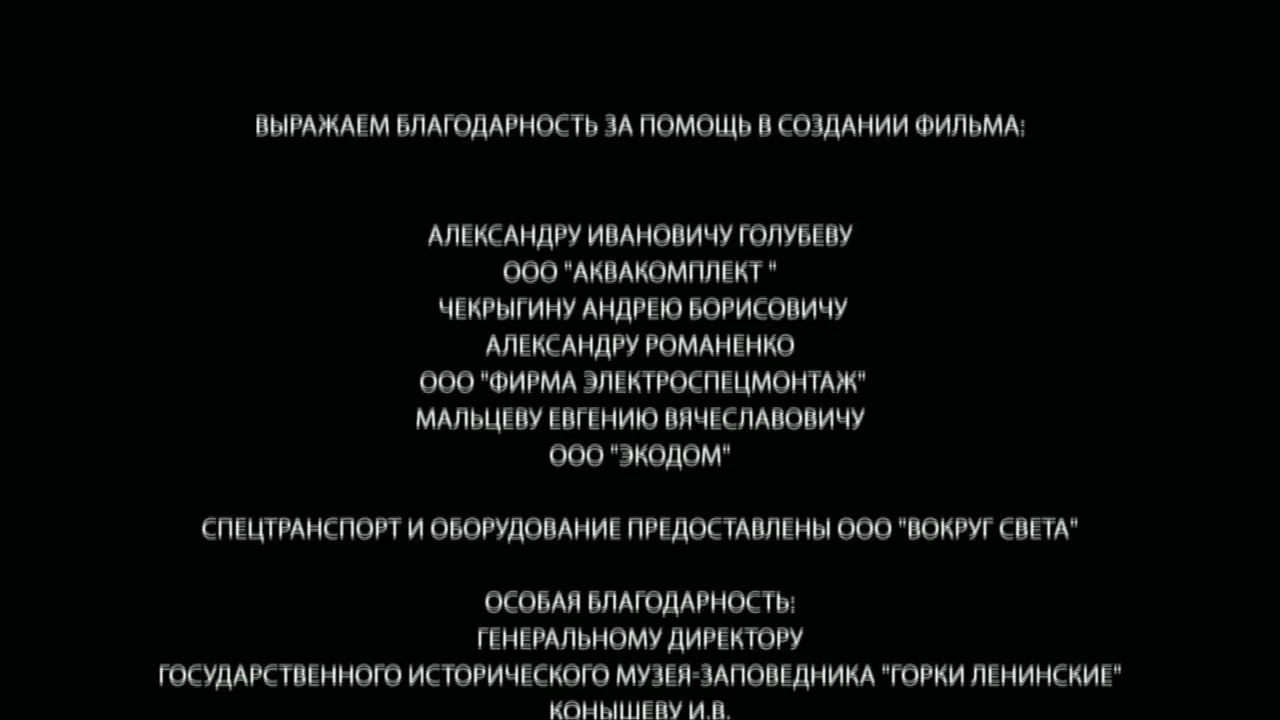 ВЫРАЖАЕМ БЛАГОДАРНОСТЬ ЗА ПОМОЩЬ В СОЗДАНИИ ФИЛЬМА:
АЛЕКСАНДРУ ИВАНОВИЧУ ГОЛУБЕВУ
ООО "АКВАКОМПЛЕКТ "
ЧЕКРЫГИНУ АНДРЕЮ БОРИСОВИЧУ
АЛЕКСАНДРУ РОМАНЕНКО
ООО "ФИРМА ЭЛЕКТРОСПЕЦМОНТАЖ"
МАЛЬЦЕВУ ЕВГЕНИЮ ВЯЧЕСЛАВОВИЧУ
ООО "ЭКОДОМ"
СПЕЦТРАНСПОРТ И ОБОРУДОВАНИЕ ПРЕДОСТАВЛЕНЫ ООО "ВОКРУГ СВЕТА"
ОСОБАЯ БЛАГОДАРНОСТЬ:
ГЕНЕРАЛЬНОМУ ДИРЕКТОРУ
ГОСУДАРСТВЕННОГО ИСТОРИЧЕСКОГО МУЗЕЯ-ЗАПОВЕДНИКА "ГОРКИ ЛЕНИНСКИЕ"
КОНЫШЕВУ И.В.